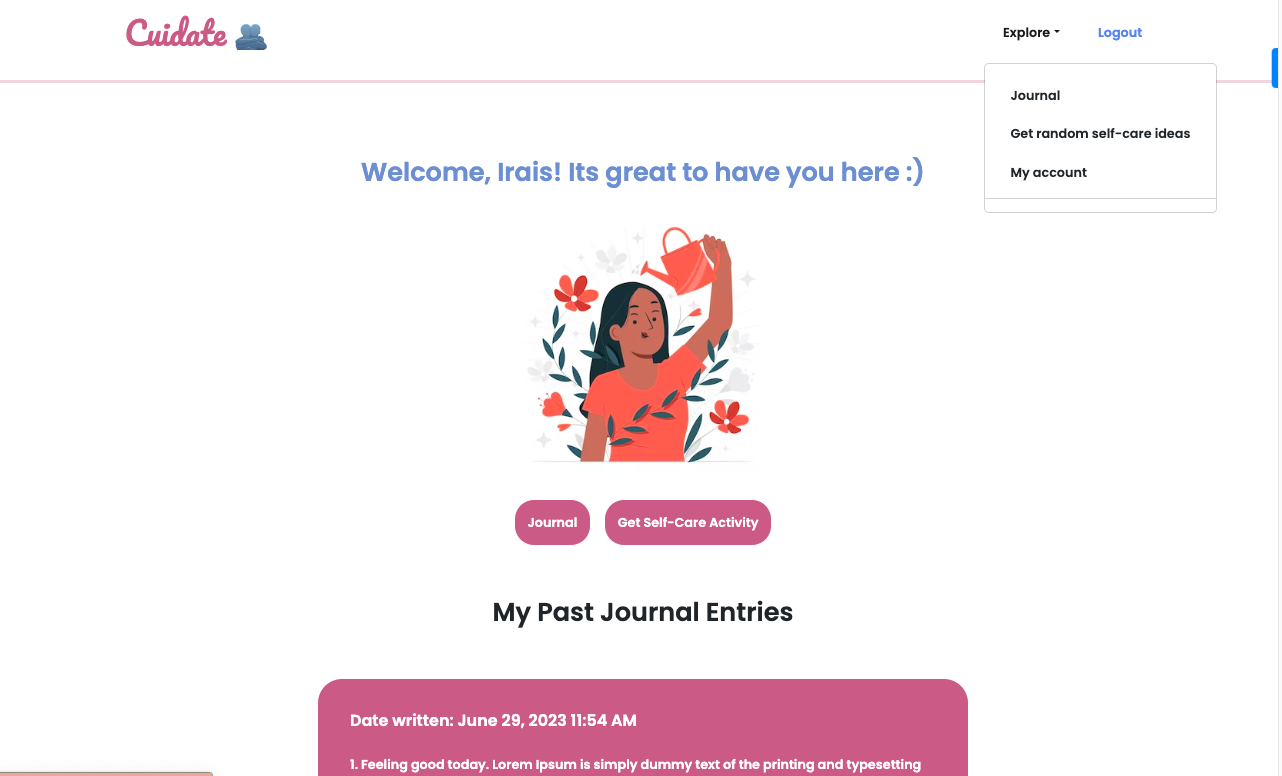 Cuidate
Explore
Logout
Journal
Get random self-care ideas
My account
Welcome, Irais! Its great to have you here :)
Journal
Get Self-Care Activity
My Past Journal Entries
Date written: June 29, 2023 11:54 AM
1. Feeling good today. Lorem Ipsum is simply dummy text of the printing and typesetting